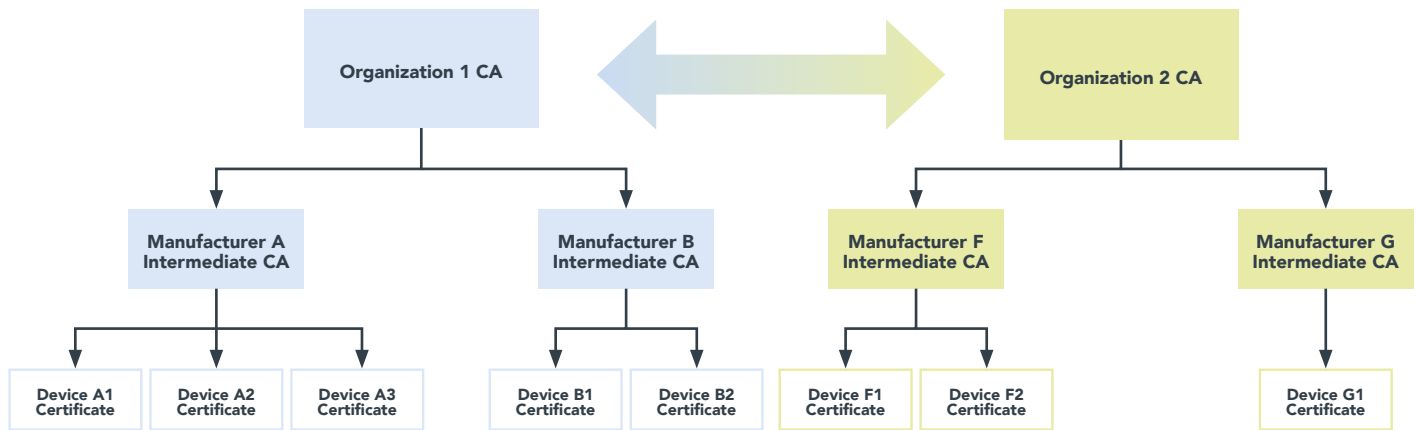 Organization 1 CA
Organization 2 CA
Manufacturer A
Intermediate CA
Manufacturer B
Intermediate CA
Manufacturer F
Intermediate CA
Manufacturer G
Intermediate CA
Device A1
Certificate
Device A2
Certificate
Device A3
Certificate
Device B1
Certificate
Device B2
Certificate
Device F1
Certificate
Device F2
Certificate
Device G1
Certificate